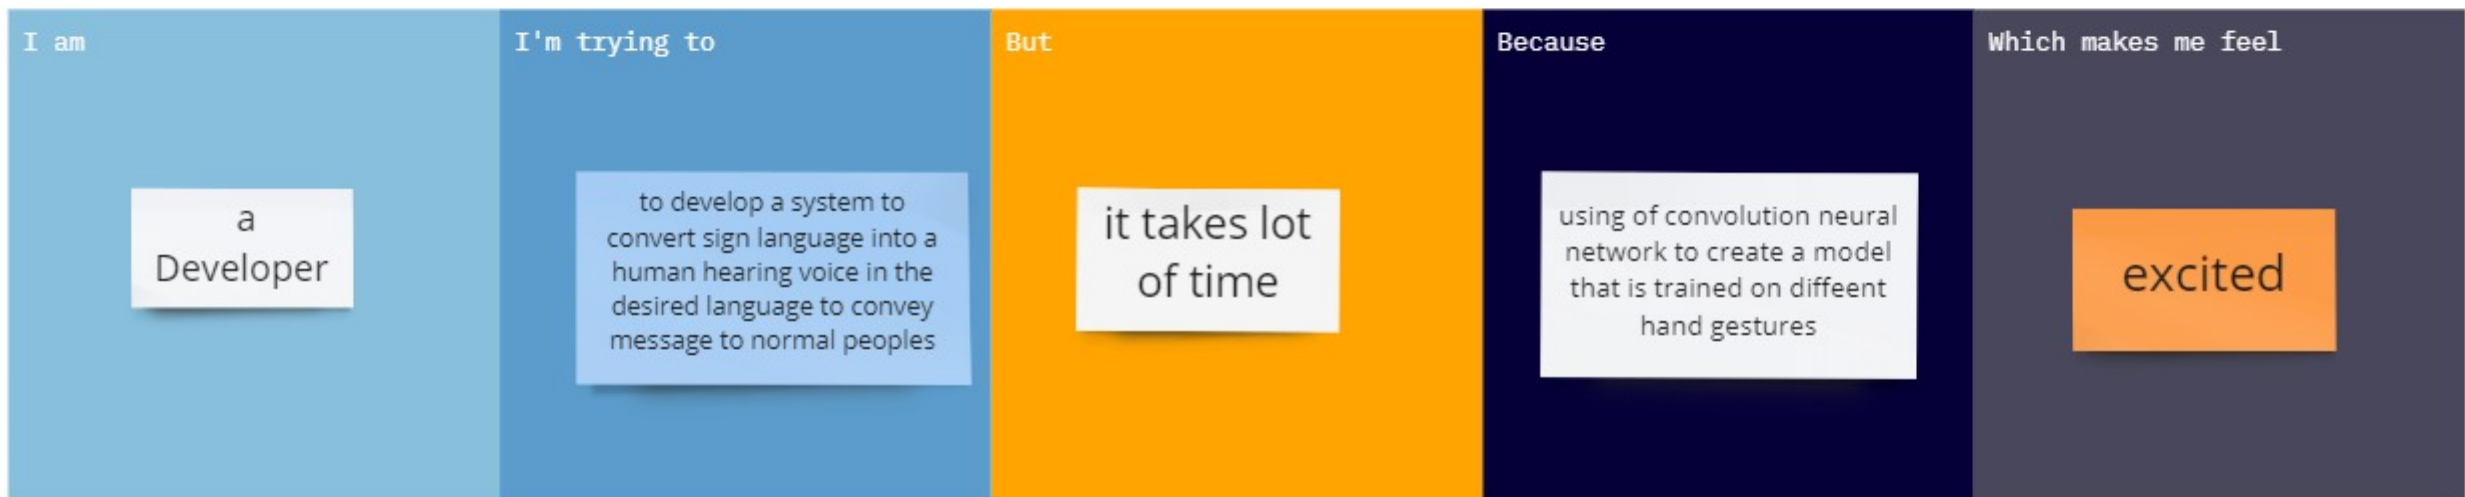 I am
a
Developer
I'm trying to
to develop a system to
convert sign language into a
human hearing voice in the
desired language to convey
message to normal peoples
But
it takes lot
of time
Because
using of convolution neural
network to create a model
that is trained on diffeent
hand gestures
Which makes me feel
excited